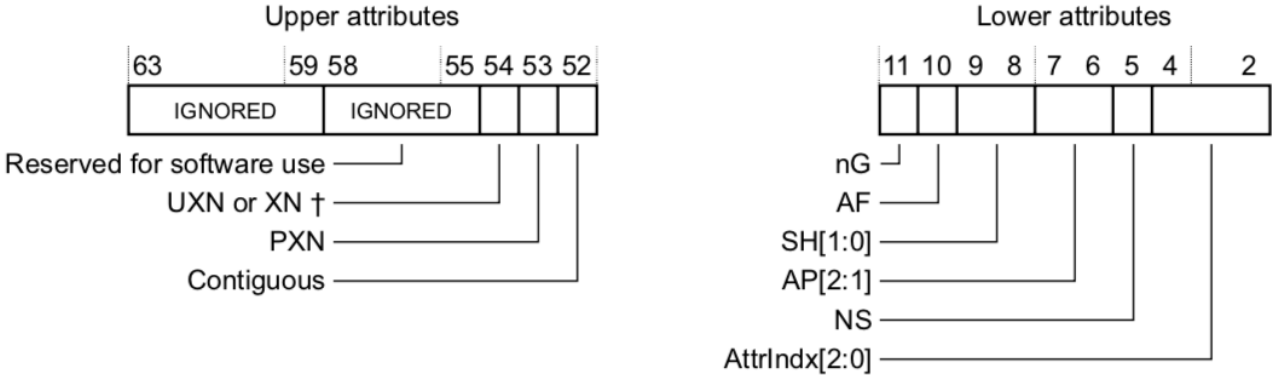 Upper attributes
63 59 58 55 54 53 52
IGNORED IGNORED
Reserved for software use
UXN or XN †
PXN
Contiguous
Lower attributes
11 10 9 8 7 6 5 4 2
nG
AF
SH[1:0]
AP[2:1]
NS
AttrIndx[2:0]